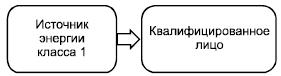 Источник
энергии
класса 1
Квалифицированное
лицо